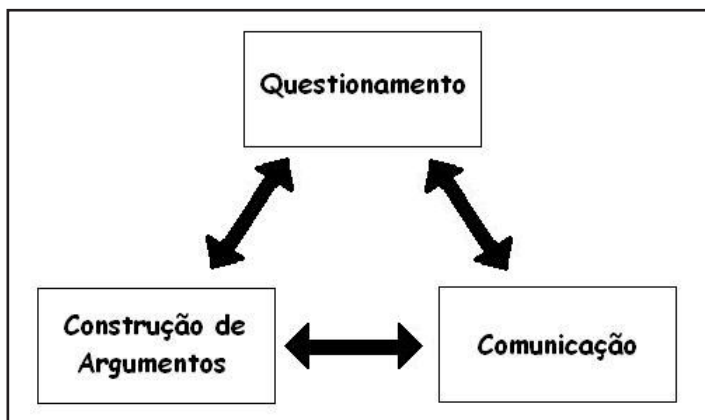 Questionamento
Construção de
Argumentos
Comunicação